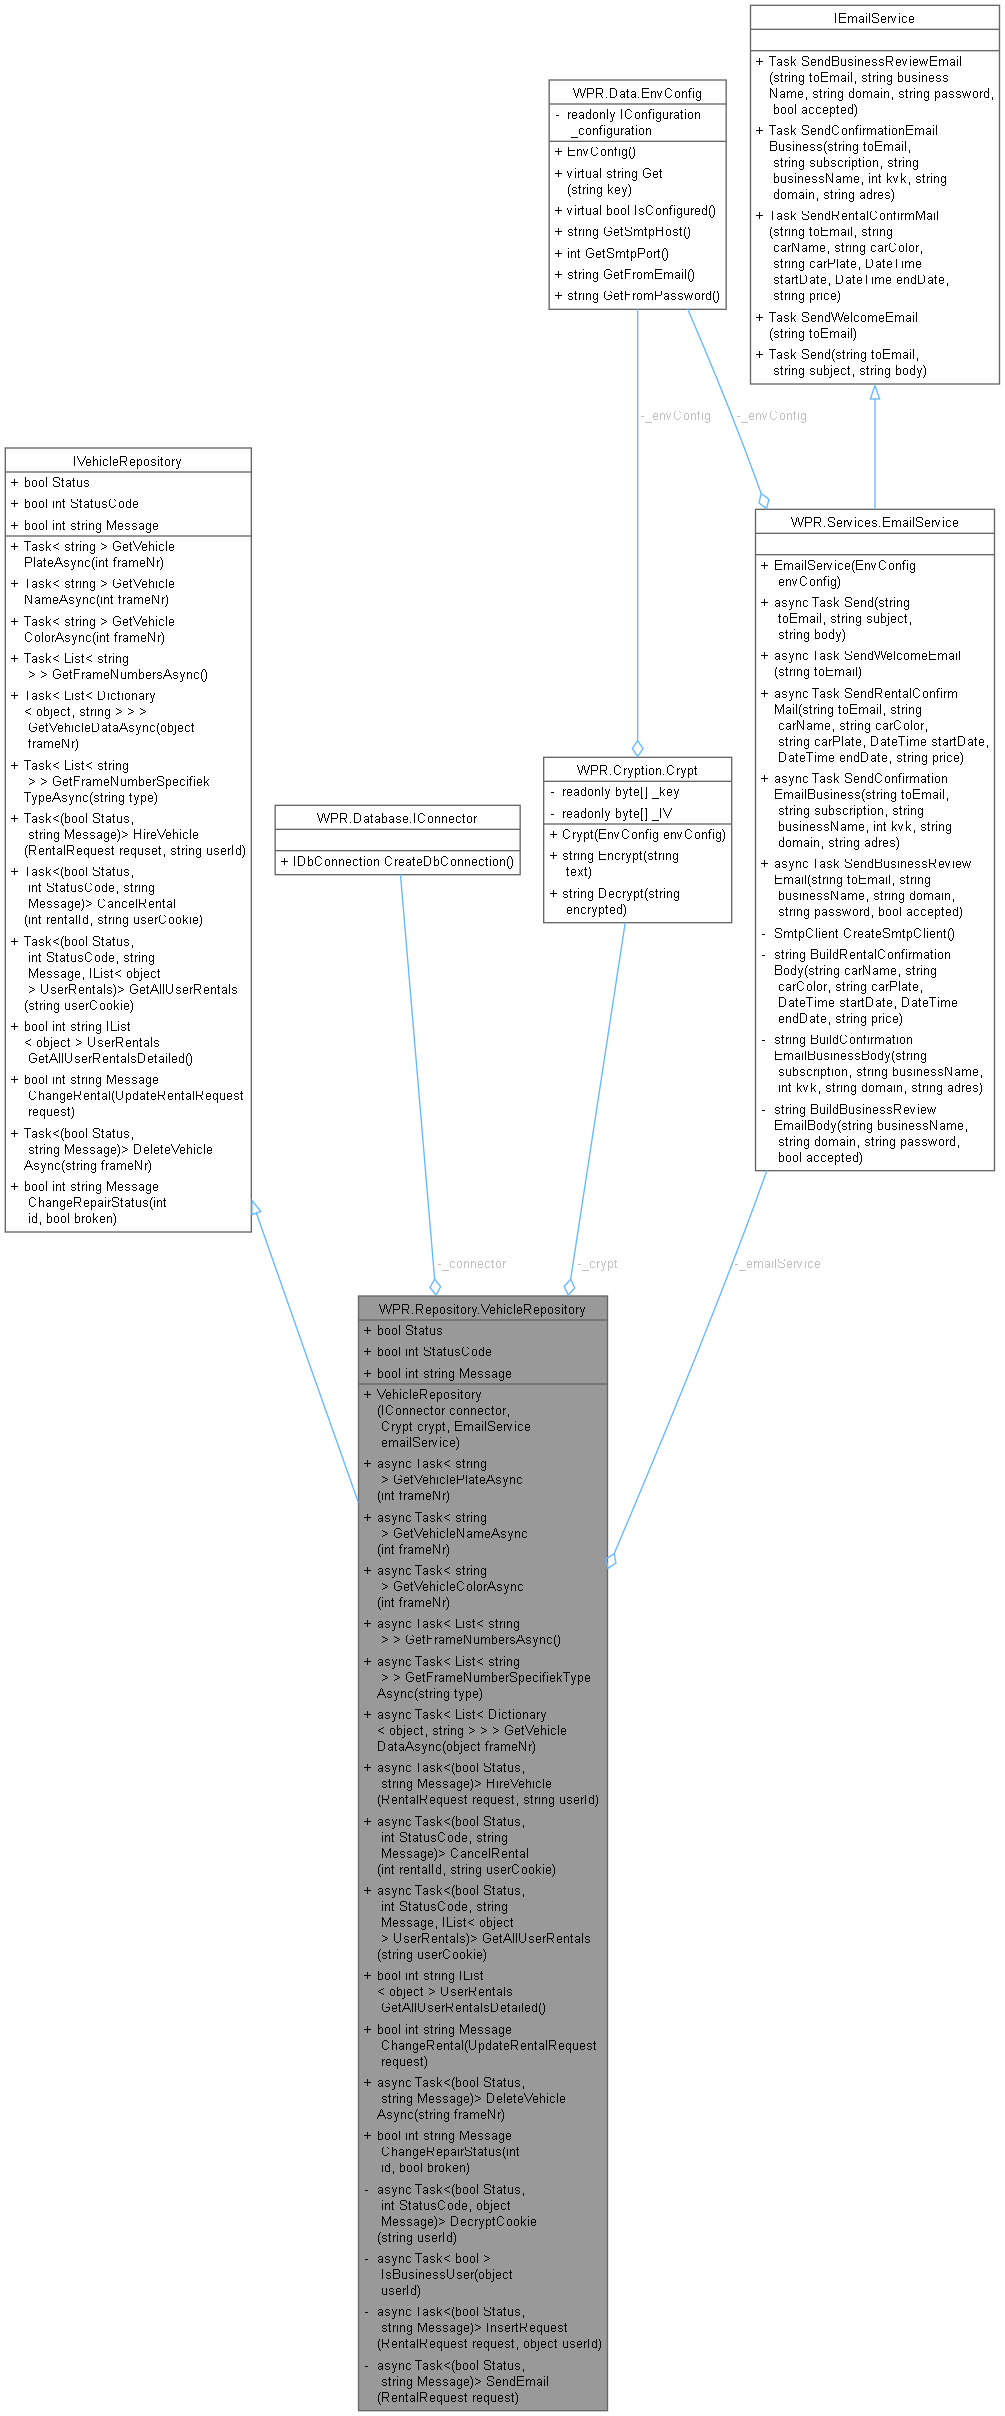 IEmailService
+ Task SendBusinessReviewEmail
(string toEmail, string business
Name, string domain, string password,
bool accepted)
+ Task SendConfirmationEmail
Business(string toEmail,
string subscription, string
businessName, int kvk, string
domain, string adres)
+ Task SendRentalConfirmMail
(string toEmail, string
carName, string carColor,
string carPlate, DateTime
startDate, DateTime endDate,
string price)
+ Task SendWelcomeEmail
(string toEmail)
+ Task Send(string toEmail,
string subject, string body)
WPR.Data.EnvConfig
- readonly IConfiguration
_configuration
+ EnvConfig()
+ virtual string Get
(string key)
+ virtual bool IsConfigured()
+ string GetSmtpHost()
+ int GetSmtpPort()
+ string GetFromEmail()
+ string GetFromPassword()
-_envConfig
-_envConfig
IVehicleRepository
+ bool Status
+ bool int StatusCode
+ bool int string Message
+ Task< string > GetVehicle
PlateAsync(int frameNr)
+ Task< string > GetVehicle
NameAsync(int frameNr)
+ Task< string > GetVehicle
ColorAsync(int frameNr)
+ Task< List< string
> > GetFrameNumbersAsync()
+ Task< List< Dictionary
< object, string > > >
GetVehicleDataAsync(object
frameNr)
+ Task< List< string
> > GetFrameNumberSpecifiek
TypeAsync(string type)
+ Task<(bool Status,
string Message)> HireVehicle
(RentalRequest requset, string userId)
+ Task<(bool Status,
int StatusCode, string
Message)> CancelRental
(int rentalId, string userCookie)
+ Task<(bool Status,
int StatusCode, string
Message, IList< object
> UserRentals)> GetAllUserRentals
(string userCookie)
+ bool int string IList
< object > UserRentals
GetAllUserRentalsDetailed()
+ bool int string Message
ChangeRental(UpdateRentalRequest
request)
+ Task<(bool Status,
string Message)> DeleteVehicle
Async(string frameNr)
+ bool int string Message
ChangeRepairStatus(int
id, bool broken)
WPR.Services.EmailService
+ EmailService(EnvConfig
envConfig)
+ async Task Send(string
toEmail, string subject,
string body)
+ async Task SendWelcomeEmail
(string toEmail)
+ async Task SendRentalConfirm
Mail(string toEmail, string
carName, string carColor,
string carPlate, DateTime startDate,
DateTime endDate, string price)
+ async Task SendConfirmation
EmailBusiness(string toEmail,
string subscription, string
businessName, int kvk, string
domain, string adres)
+ async Task SendBusinessReview
Email(string toEmail, string
businessName, string domain,
string password, bool accepted)
- SmtpClient CreateSmtpClient()
- string BuildRentalConfirmation
Body(string carName, string
carColor, string carPlate,
DateTime startDate, DateTime
endDate, string price)
- string BuildConfirmation
EmailBusinessBody(string
subscription, string businessName,
int kvk, string domain, string adres)
- string BuildBusinessReview
EmailBody(string businessName,
string domain, string password,
bool accepted)
WPR.Cryption.Crypt
- readonly byte[] _key
- readonly byte[] _IV
+ Crypt(EnvConfig envConfig)
+ string Encrypt(string
text)
+ string Decrypt(string
encrypted)
WPR.Database.IConnector
+ IDbConnection CreateDbConnection()
-_connector
-_crypt
-_emailService
WPR.Repository.VehicleRepository
+ bool Status
+ bool int StatusCode
+ bool int string Message
+ VehicleRepository
(IConnector connector,
Crypt crypt, EmailService
emailService)
+ async Task< string
> GetVehiclePlateAsync
(int frameNr)
+ async Task< string
> GetVehicleNameAsync
(int frameNr)
+ async Task< string
> GetVehicleColorAsync
(int frameNr)
+ async Task< List< string
> > GetFrameNumbersAsync()
+ async Task< List< string
> > GetFrameNumberSpecifiekType
Async(string type)
+ async Task< List< Dictionary
< object, string > > > GetVehicle
DataAsync(object frameNr)
+ async Task<(bool Status,
string Message)> HireVehicle
(RentalRequest request, string userId)
+ async Task<(bool Status,
int StatusCode, string
Message)> CancelRental
(int rentalId, string userCookie)
+ async Task<(bool Status,
int StatusCode, string
Message, IList< object
> UserRentals)> GetAllUserRentals
(string userCookie)
+ bool int string IList
< object > UserRentals
GetAllUserRentalsDetailed()
+ bool int string Message
ChangeRental(UpdateRentalRequest
request)
+ async Task<(bool Status,
string Message)> DeleteVehicle
Async(string frameNr)
+ bool int string Message
ChangeRepairStatus(int
id, bool broken)
- async Task<(bool Status,
int StatusCode, object
Message)> DecryptCookie
(string userId)
- async Task< bool >
IsBusinessUser(object
userId)
- async Task<(bool Status,
string Message)> InsertRequest
(RentalRequest request, object userId)
- async Task<(bool Status,
string Message)> SendEmail
(RentalRequest request)